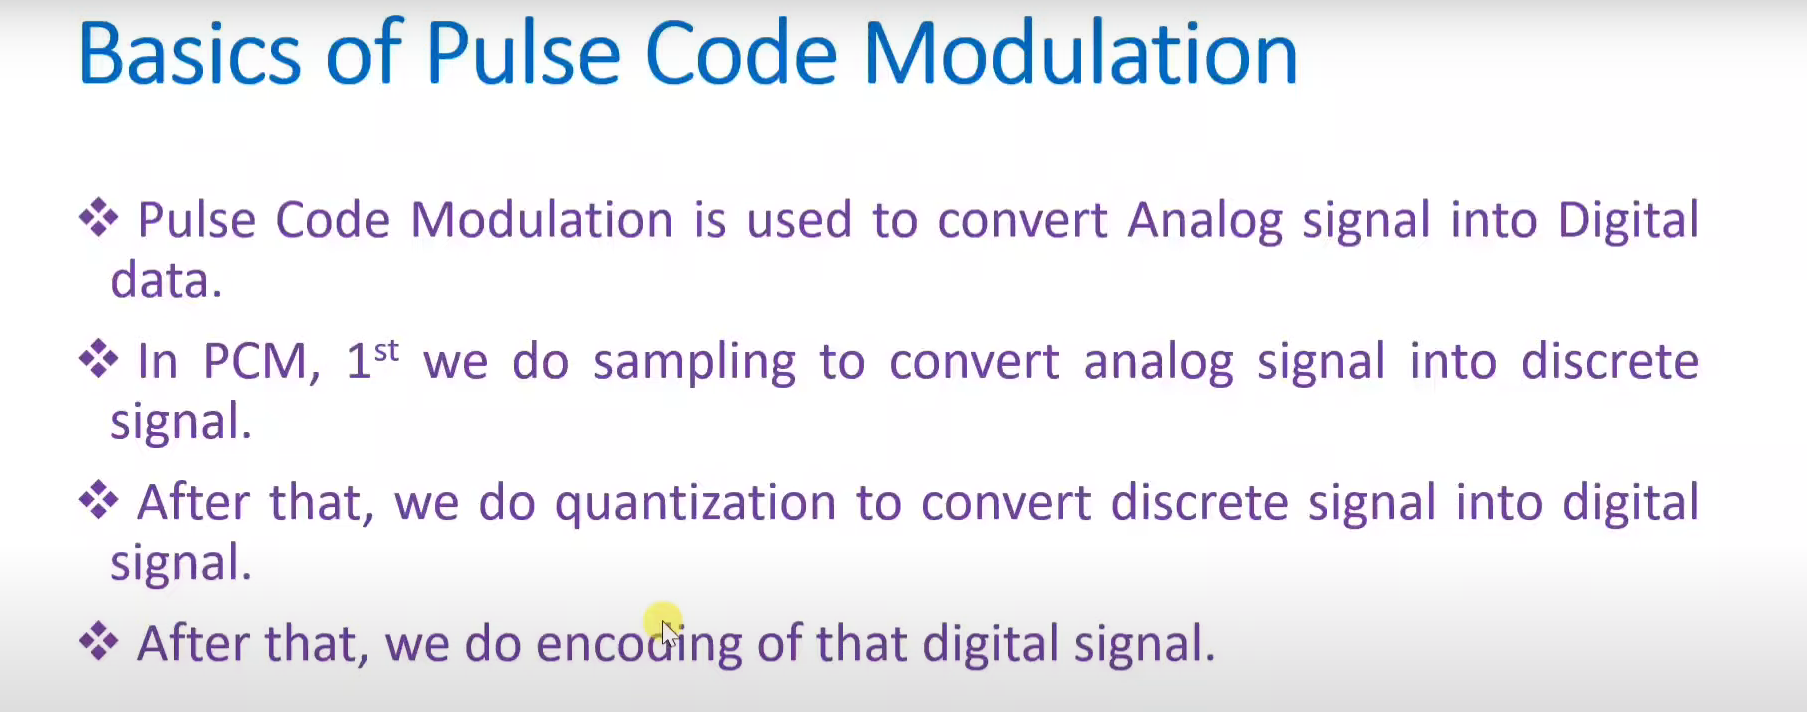 Basics of Pulse Code Modulation
❖ Pulse Code Modulation is used to convert Analog signal into Digital
data.
❖ In PCM, 1st we do sampling to convert analog signal into discrete
signal.
❖ After that, we do quantization to convert discrete signal into digital
signal.
❖ After that, we do encoding of that digital signal.